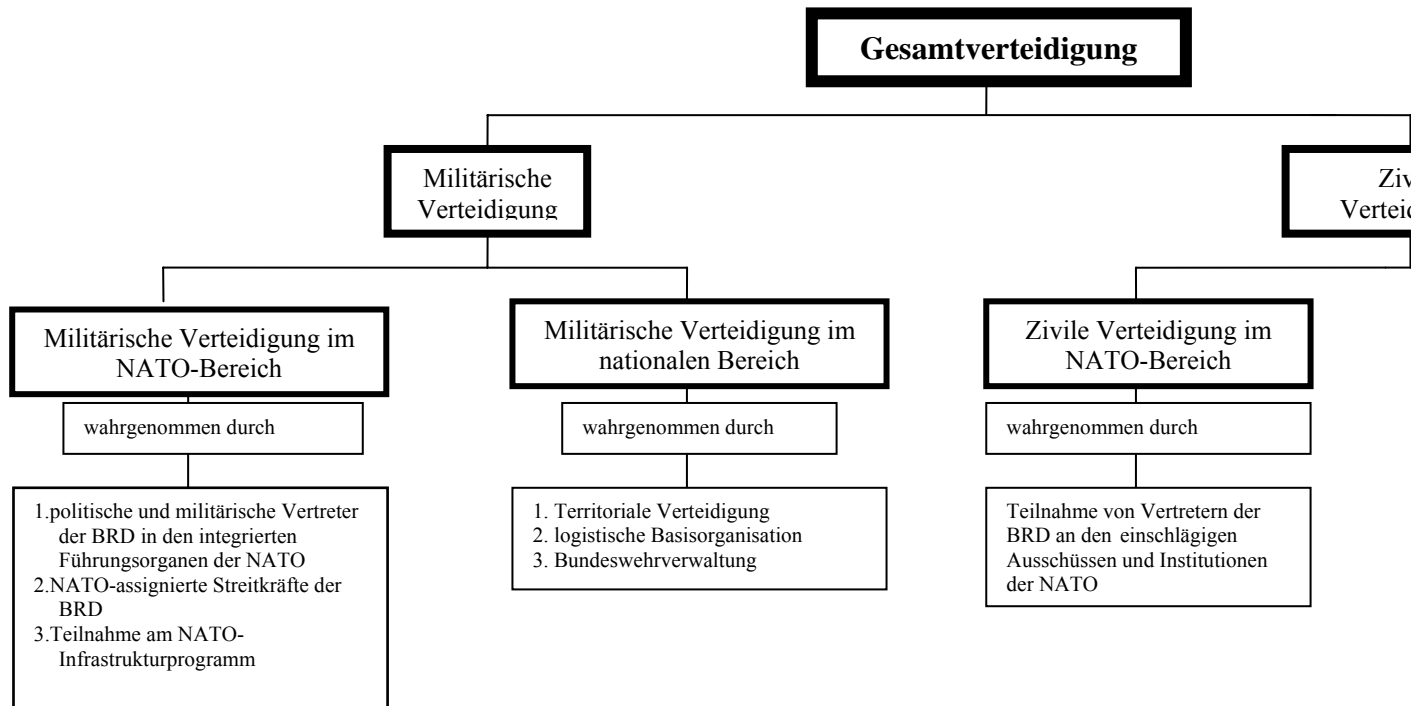 Gesamtverteidigung
Militärische
Verteidigung
Militärische Verteidigung im
NATO-Bereich
wahrgenommen durch
1.politische und militärische Vertreter
der BRD in den integrierten
Führungsorganen der NATO
2.NATO-assignierte Streitkräfte der
BRD
3.Teilnahme am NATO-
Infrastrukturprogramm
Militärische Verteidigung im
nationalen Bereich
wahrgenommen durch
1. Territoriale Verteidigung
2. logistische Basisorganisation
3. Bundeswehrverwaltung
Ziv
Verteid
Zivile Verteidigung im
NATO-Bereich
wahrgenommen durch
Teilnahme von Vertretern der
BRD an den einschlägigen
Ausschüssen und Institutionen
der NATO